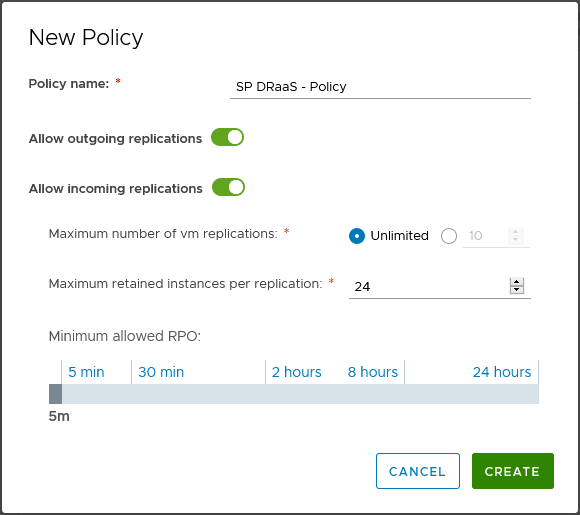 New Policy
Policy name: * SP DRaaS - Policy
Allow outgoing replications
Allow incoming replications
Maximum number of vm replications: * Unlimited 10
Maximum retained instances per replication: * 24
Minimum allowed RPO:
5 min 30 min 2 hours 8 hours 24 hours
5m
CANCEL CREATE